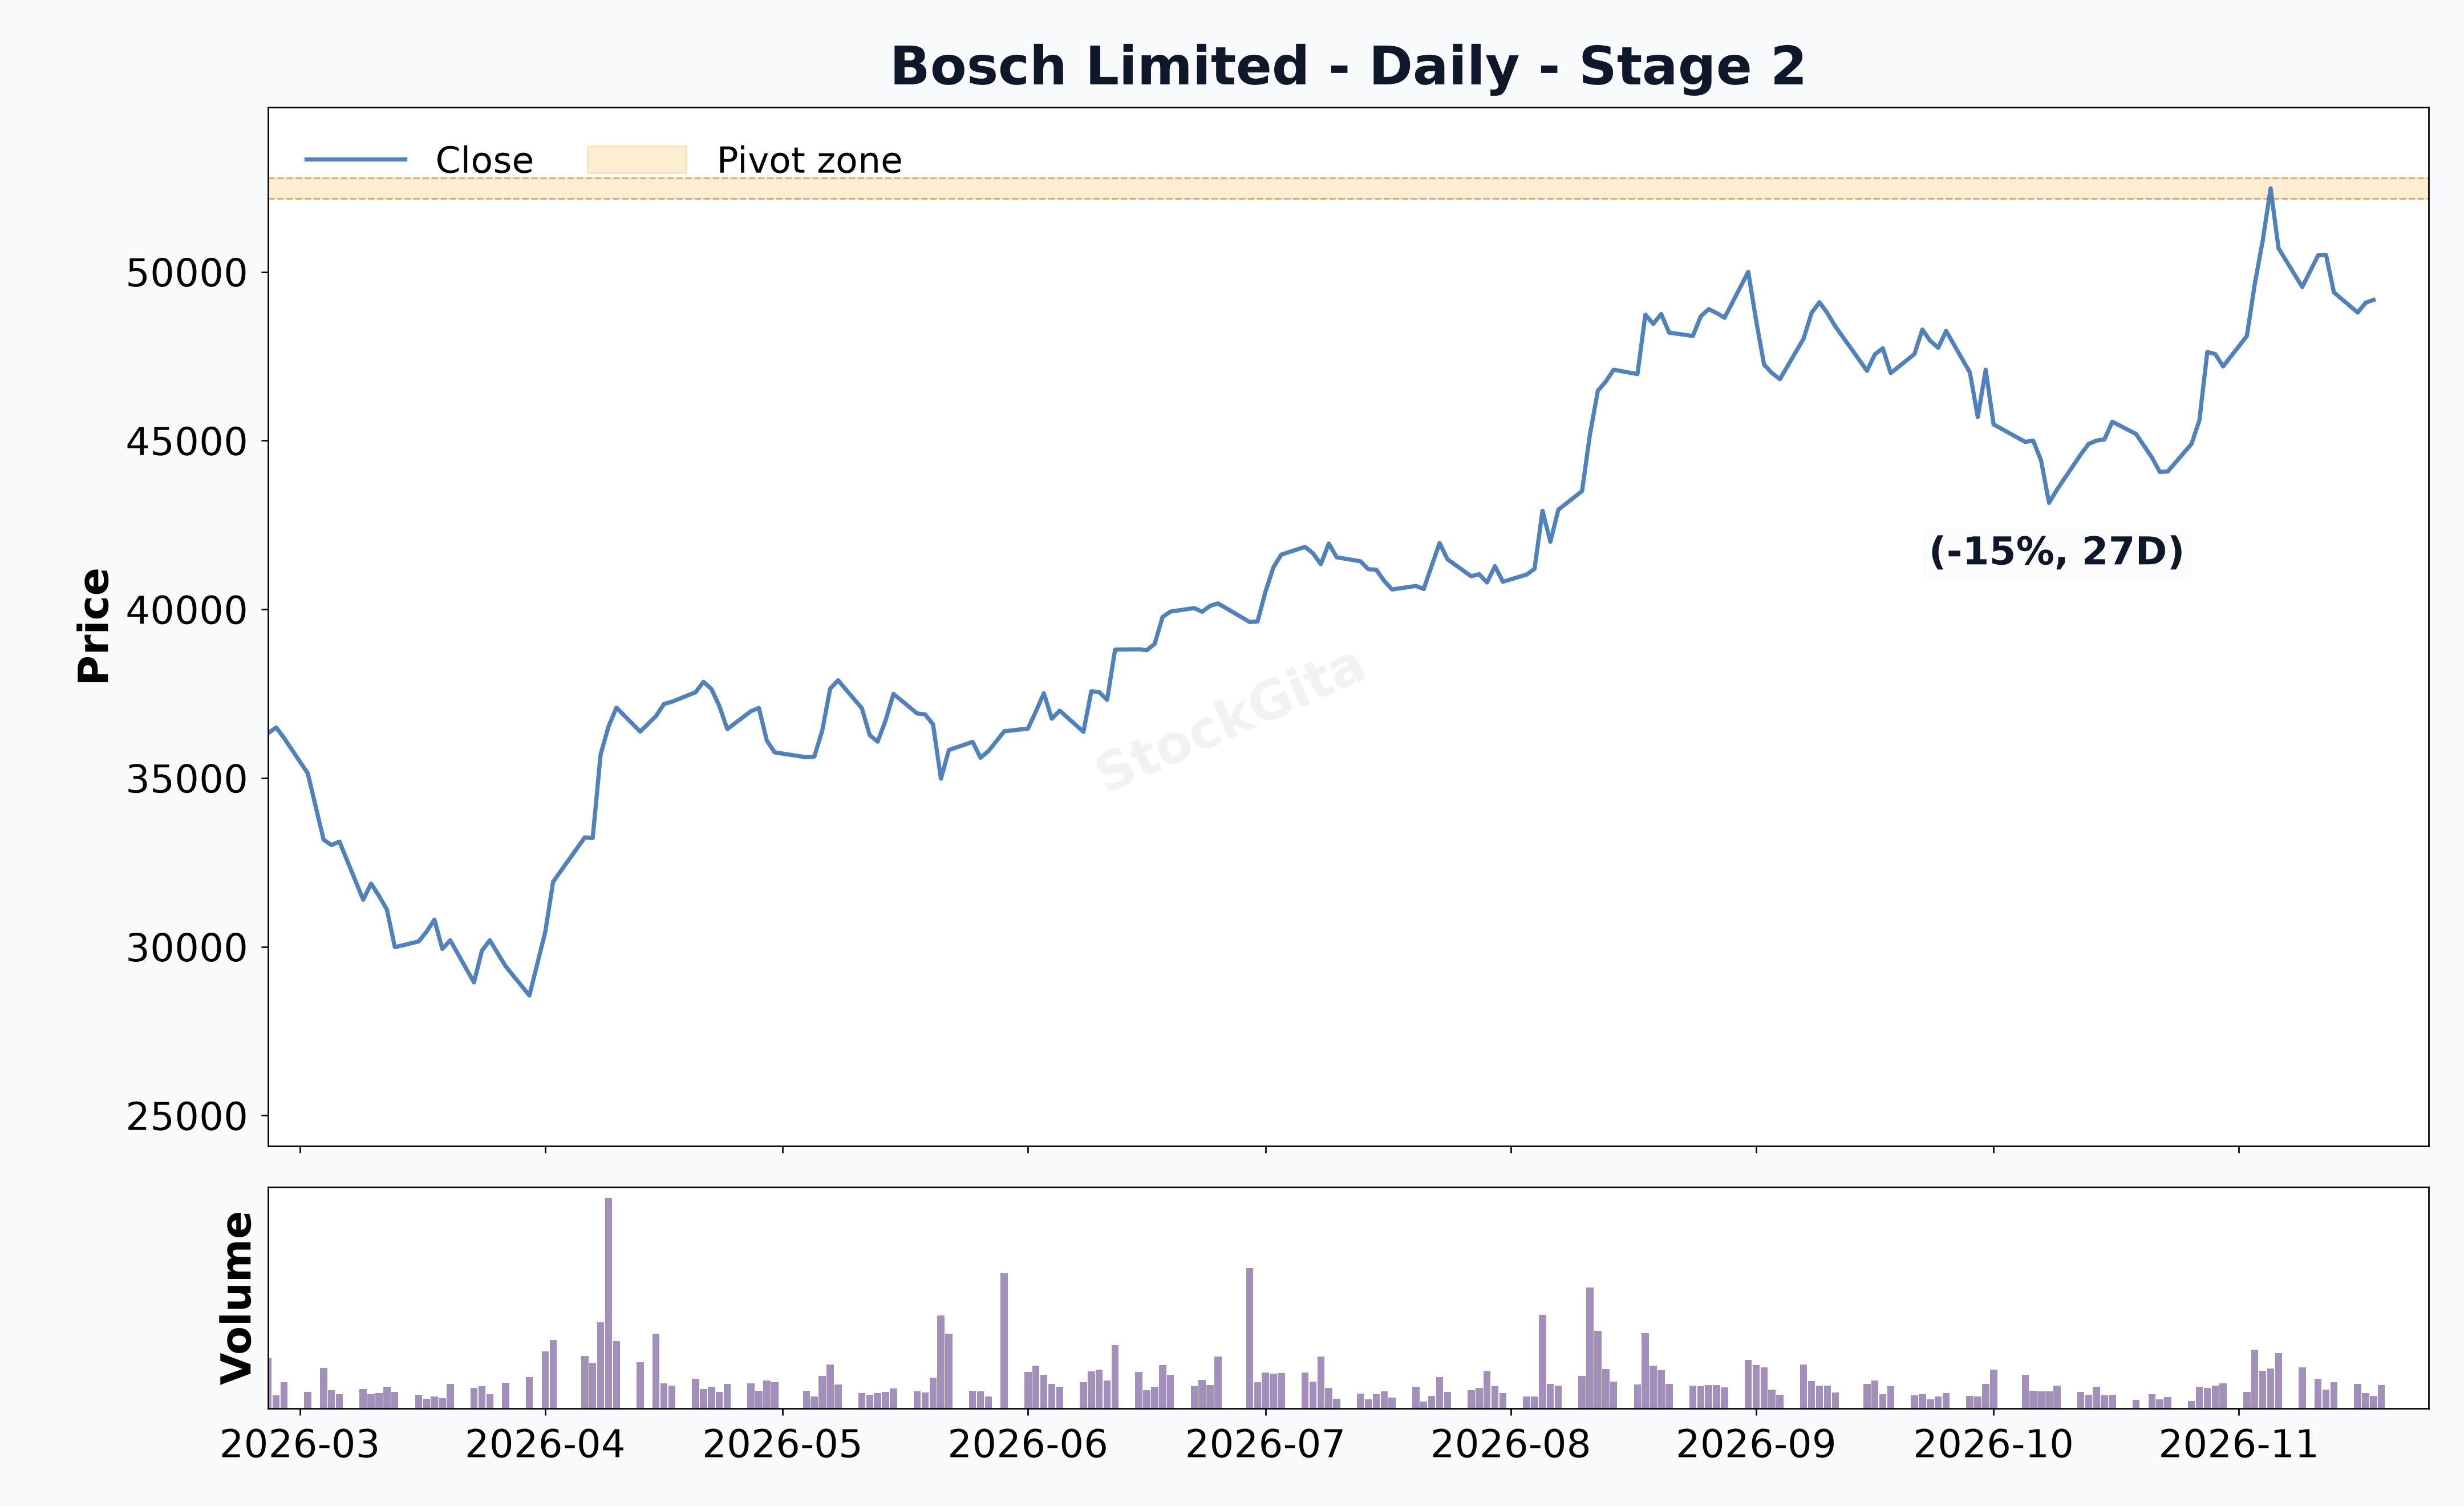 Bosch Limited - Daily - Stage 2
Close
Pivot zone
50000
45000
40000
35000
30000
25000
Price
(-15%, 27D)
StockGita
Volume
2026-03
2026-04
2026-05
2026-06
2026-07
2026-08
2026-09
2026-10
2026-11